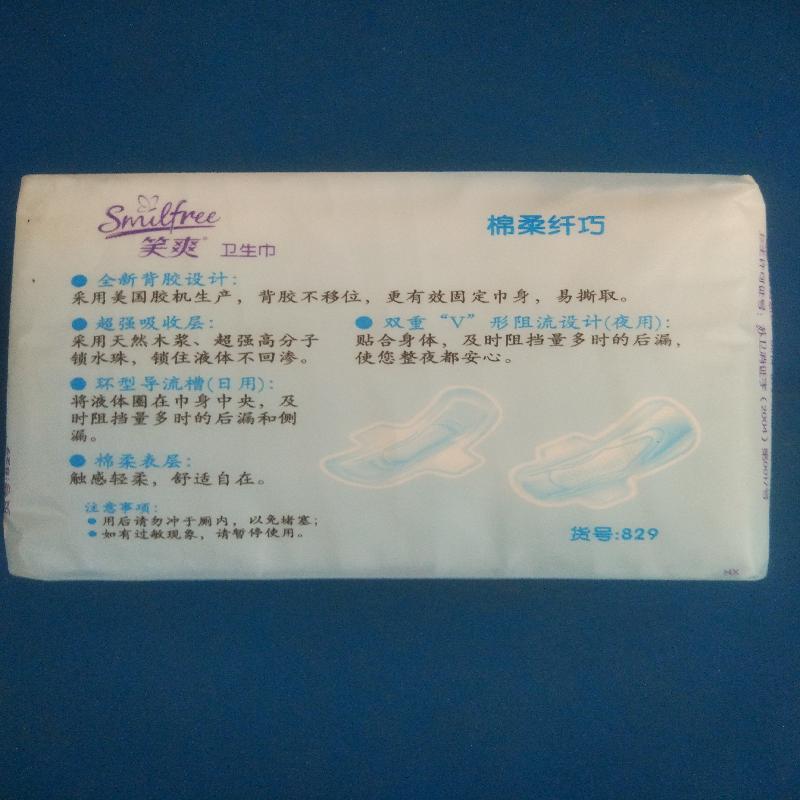 Smilfree
笑爽® 卫生巾
棉柔纤巧
● 全新背胶设计:
采用美国胶机生产，背胶不移位，更有效固定巾身，易撕取。
● 超强吸收层:
采用天然木浆、超强高分子
锁水珠，锁住液体不回渗。
● 双重“V”形阻流设计(夜用):
贴合身体，及时阻挡量多时的后漏，
使您整夜都安心。
● 环型导流槽(日用):
将液体圈在巾身中央，及
时阻挡量多时的后漏和侧
漏。
● 棉柔表层:
触感轻柔，舒适自在。
注意事项:
● 用后请勿冲于厕内，以免堵塞；
● 如有过敏现象，请暂停使用。
货号:829